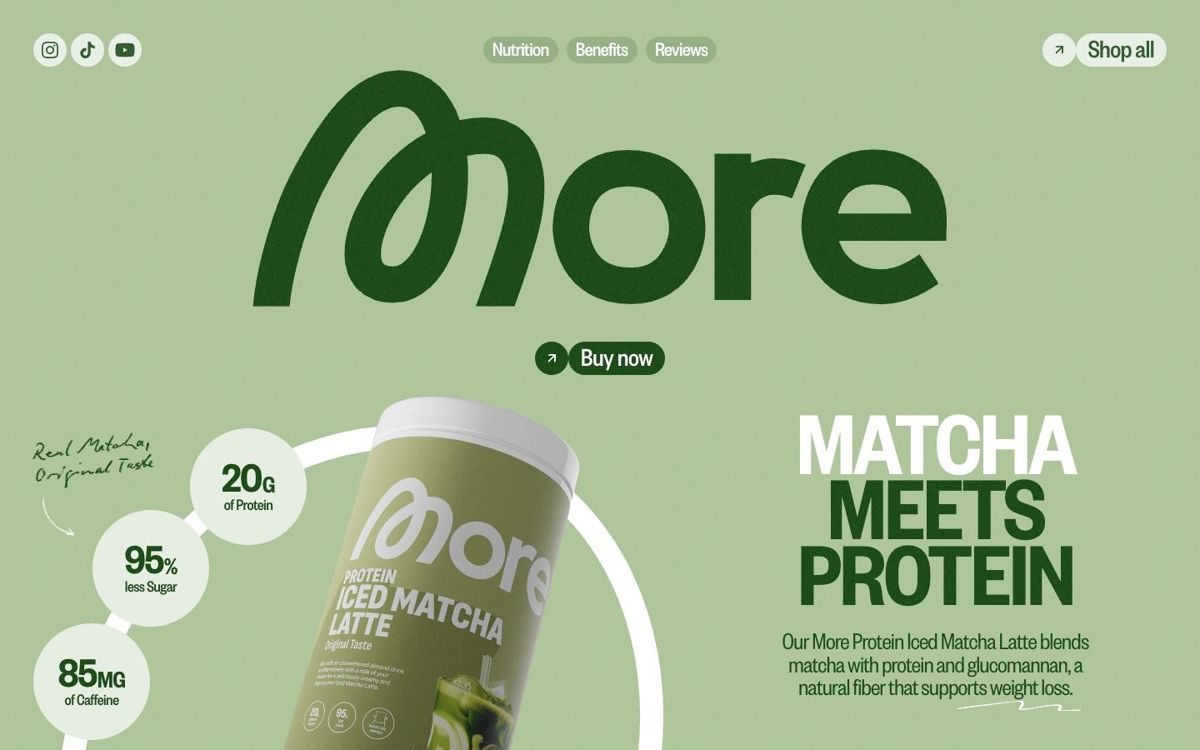 Nutrition
Benefits
Reviews
Shop all
More
Buy now
Real Matcha,
Original Taste
20G
of Protein
95%
less Sugar
85MG
of Caffeine
More
PROTEIN
ICED MATCHA
LATTE
Original Taste
MATCHA
MEETS
PROTEIN
Our More Protein Iced Matcha Latte blends
matcha with protein and glucomannan, a
natural fiber that supports weight loss.